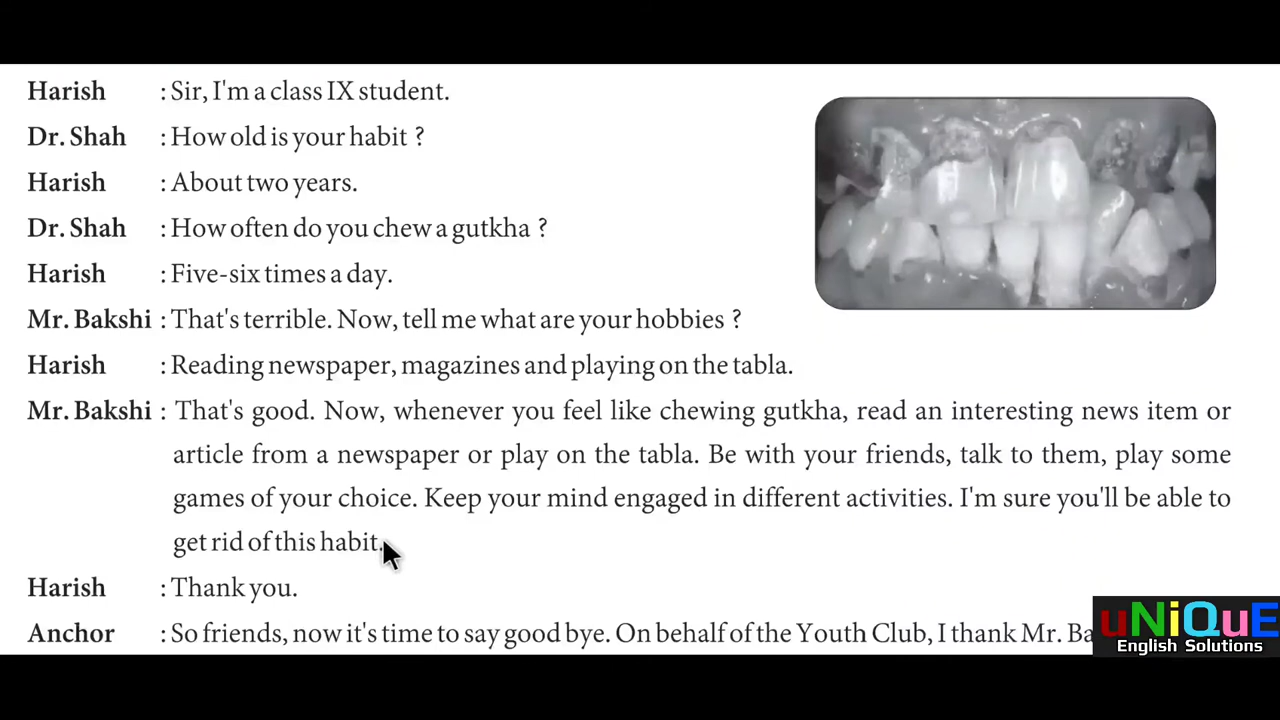 Harish : Sir, I'm a class IX student.
Dr. Shah : How old is your habit ?
Harish : About two years.
Dr. Shah : How often do you chew a gutkha ?
Harish : Five-six times a day.
Mr. Bakshi : That's terrible. Now, tell me what are your hobbies ?
Harish : Reading newspaper, magazines and playing on the tabla.
Mr. Bakshi : That's good. Now, whenever you feel like chewing gutkha, read an interesting news item or
article from a newspaper or play on the tabla. Be with your friends, talk to them, play some
games of your choice. Keep your mind engaged in different activities. I'm sure you'll be able to
get rid of this habit.
Harish : Thank you.
Anchor : So friends, now it's time to say good bye. On behalf of the Youth Club, I thank Mr. Ba
uNiQuE
English Solutions